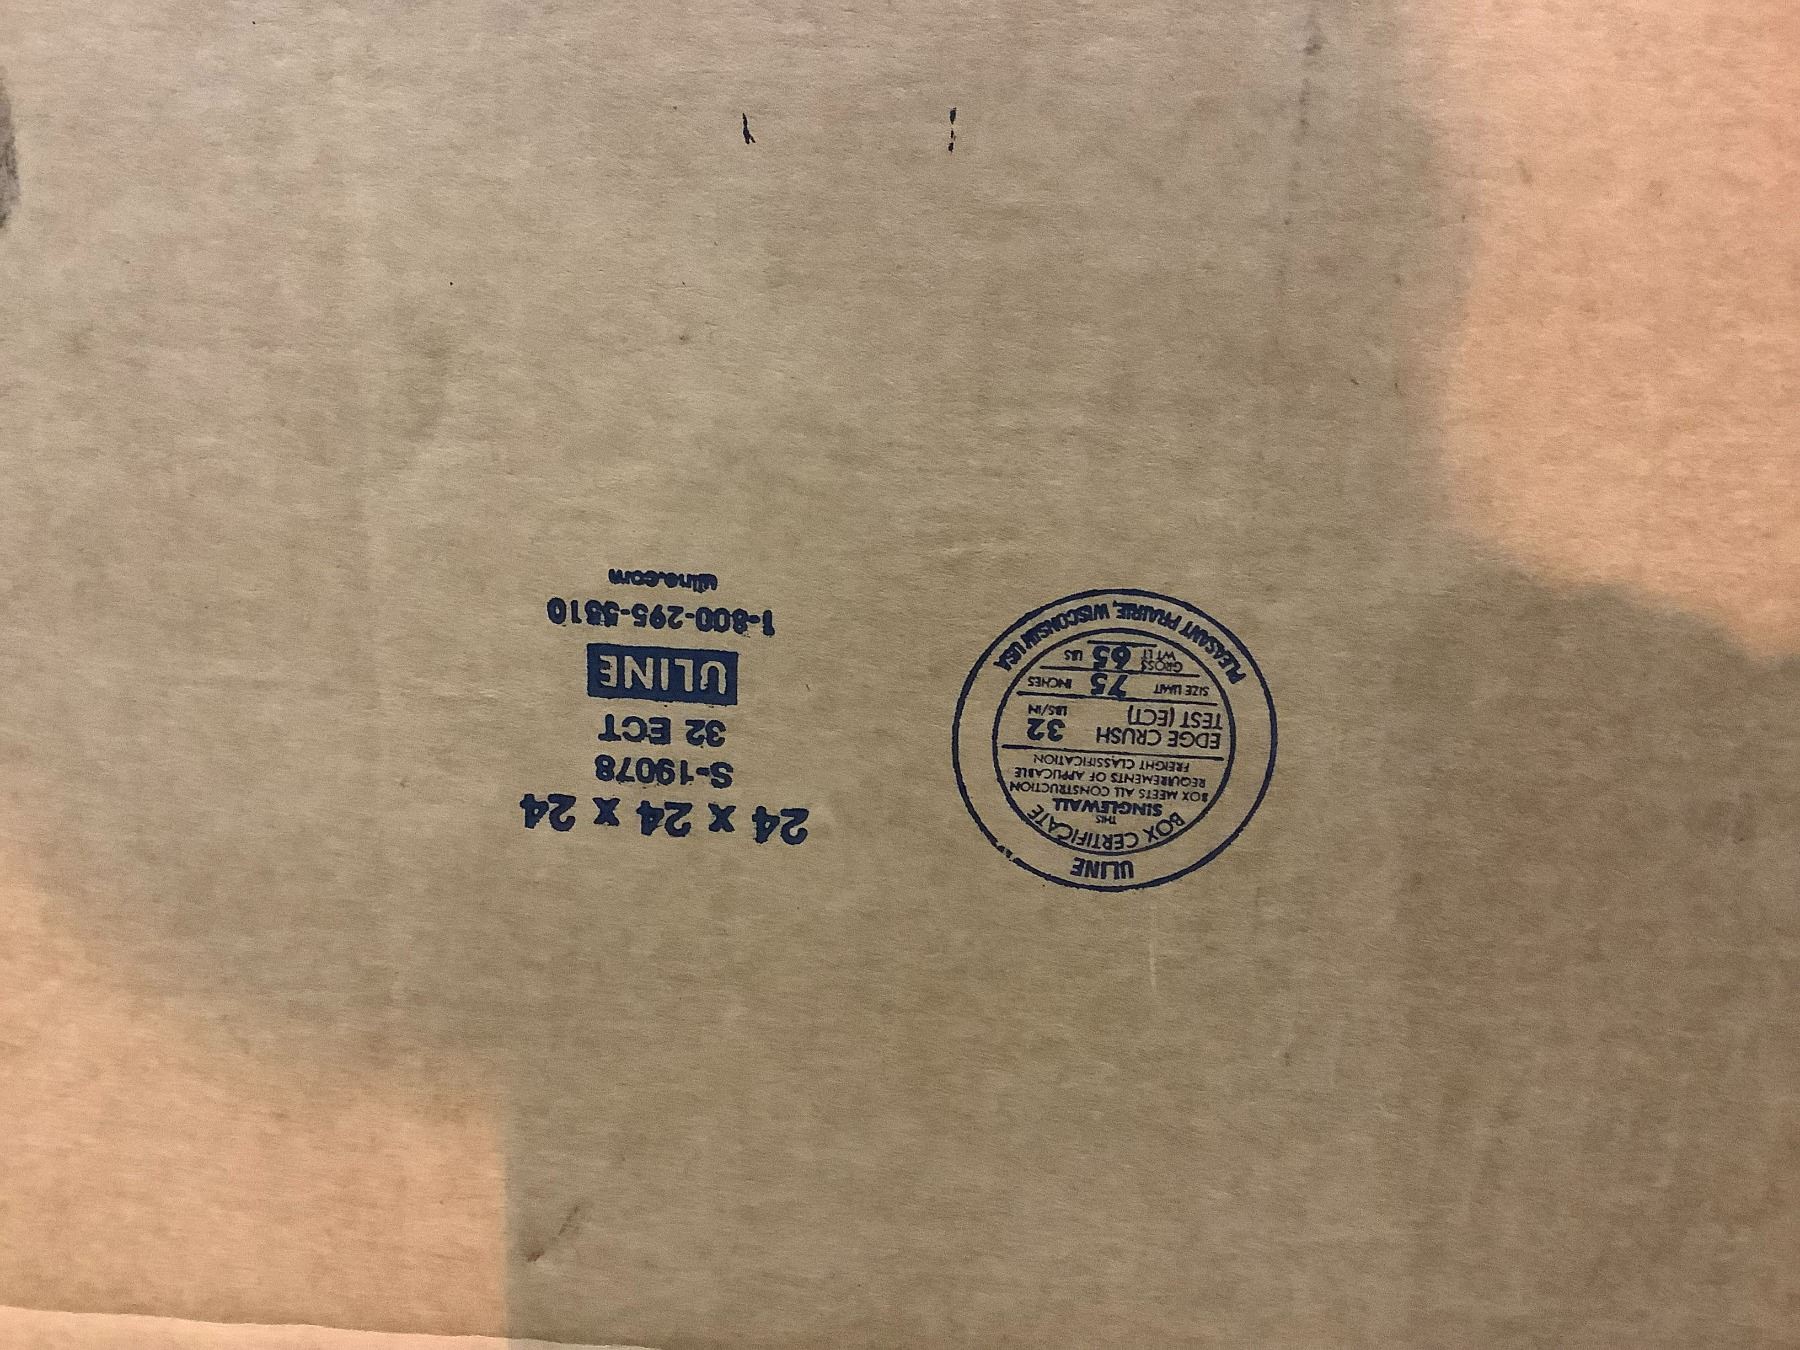 24 x 24 x 24
S-19078
32 ECT
ULINE
1-800-295-5510
uline.com
ULINE
BOX CERTIFICATE
THIS
SINGLEWALL
BOX MEETS ALL CONSTRUCTION
REQUIREMENTS OF APPLICABLE
FREIGHT CLASSIFICATION
EDGE CRUSH
TEST (ECT)
32
LBS/IN
SIZE LIMIT 75 INCHES
GROSS
WT LT
65 LBS
PLEASANT PRAIRIE, WISCONSIN USA